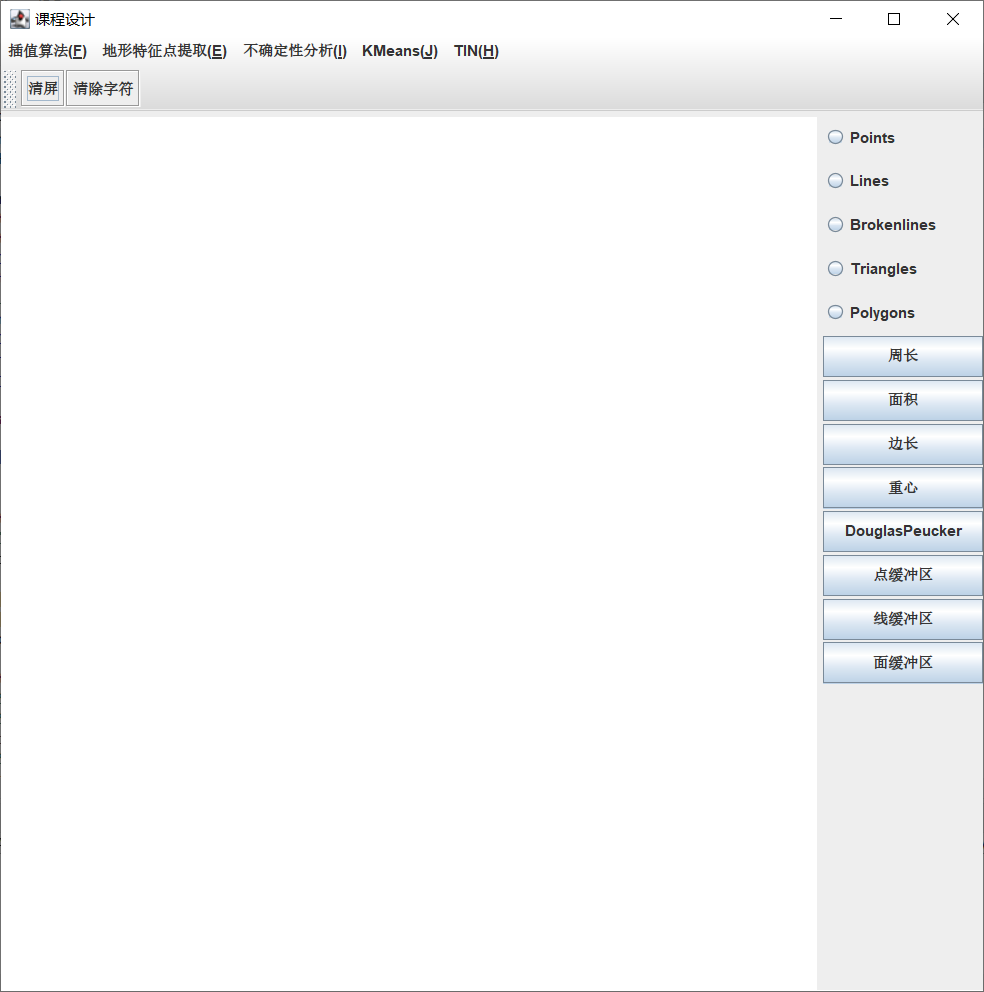 课程设计
插值算法(F) 地形特征点提取(E) 不确定性分析(I) KMeans(J) TIN(H)
清屏 清除字符
Points
Lines
Brokenlines
Triangles
Polygons
周长
面积
边长
重心
DouglasPeucker
点缓冲区
线缓冲区
面缓冲区